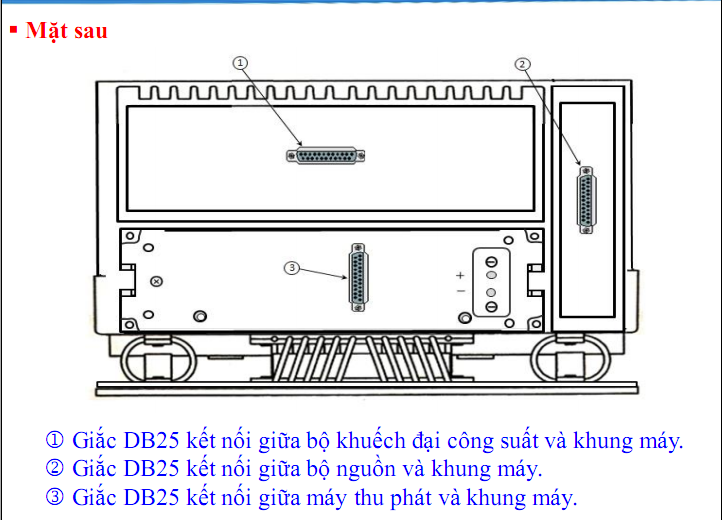 ▪ Mặt sau
① ②
③ + −
① Giắc DB25 kết nối giữa bộ khuếch đại công suất và khung máy.
② Giắc DB25 kết nối giữa bộ nguồn và khung máy.
③ Giắc DB25 kết nối giữa máy thu phát và khung máy.